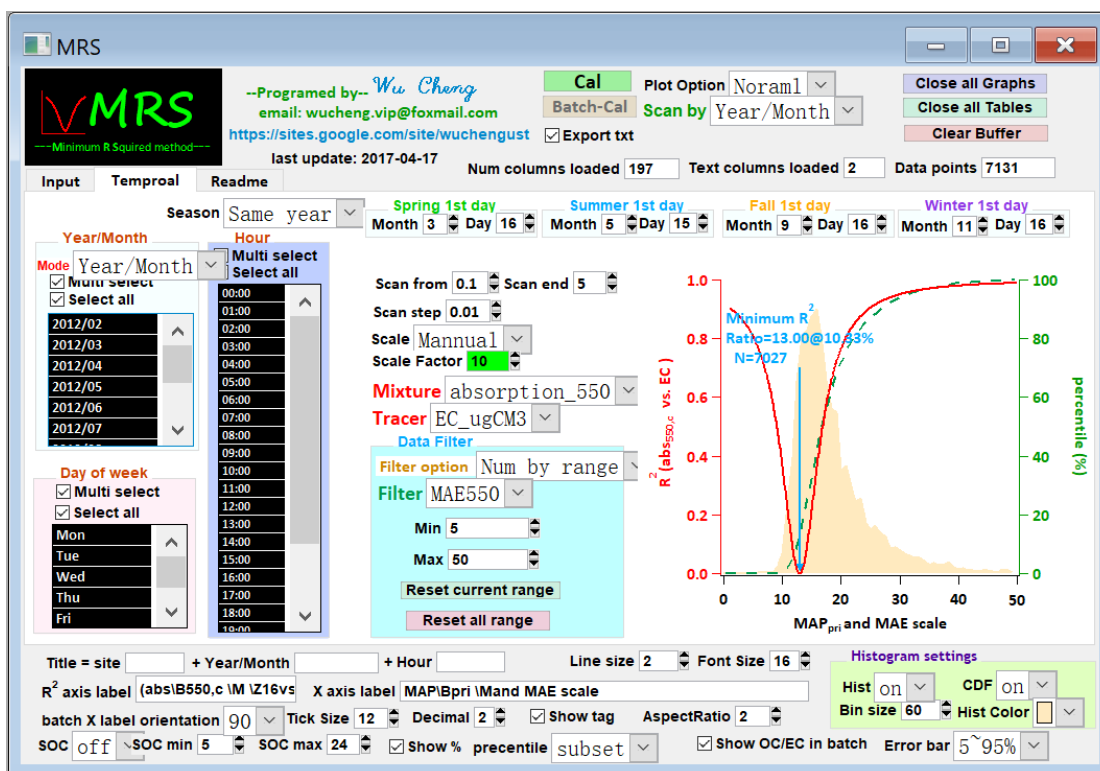 MRS
MRS
---Minimum R Squired method---
--Programed by-- Wu Cheng
email: wucheng.vip@foxmail.com
https://sites.google.com/site/wuchengust
last update: 2017-04-17
Cal
Batch-Cal
Export txt
Plot Option Noraml
Scan by Year/Month
Close all Graphs
Close all Tables
Clear Buffer
Num columns loaded 197 Text columns loaded 2 Data points 7131
Input Temproal Readme
Season Same year
Spring 1st day
Month 3 Day 16
Summer 1st day
Month 5 Day 15
Fall 1st day
Month 9 Day 16
Winter 1st day
Month 11 Day 16
Year/Month
Mode Year/Month
Multi select
Select all
2012/02
2012/03
2012/04
2012/05
2012/06
2012/07
Day of week
Multi select
Select all
Mon
Tue
Wed
Thu
Fri
Hour
Multi select
Select all
00:00
01:00
02:00
03:00
04:00
05:00
06:00
07:00
08:00
09:00
10:00
11:00
12:00
13:00
14:00
15:00
16:00
17:00
18:00
19:00
Scan from 0.1 Scan end 5
Scan step 0.01
Scale Mannual
Scale Factor 10
Mixture absorption_550
Tracer EC_ugCM3
Data Filter
Filter option Num by range
Filter MAE550
Min 5
Max 50
Reset current range
Reset all range
R2 (abs550,c vs. EC )
1.0
0.8
0.6
0.4
0.2
0.0
Minimum R2
Ratio=13.00@10.33%
N=7027
100
80
60
40
20
0
percentile (%)
0 10 20 30 40 50
MAPpri and MAE scale
Title = site + Year/Month + Hour Line size 2 Font Size 16
R2 axis label (abs\B550,c \M \Z16vs X axis label MAP\Bpri \Mand MAE scale
batch X label orientation 90 Tick Size 12 Decimal 2 Show tag AspectRatio 2
SOC off SOC min 5 SOC max 24 Show % precentile subset Show OC/EC in batch Error bar 5~95%
Histogram settings
Hist on CDF on
Bin size 60 Hist Color